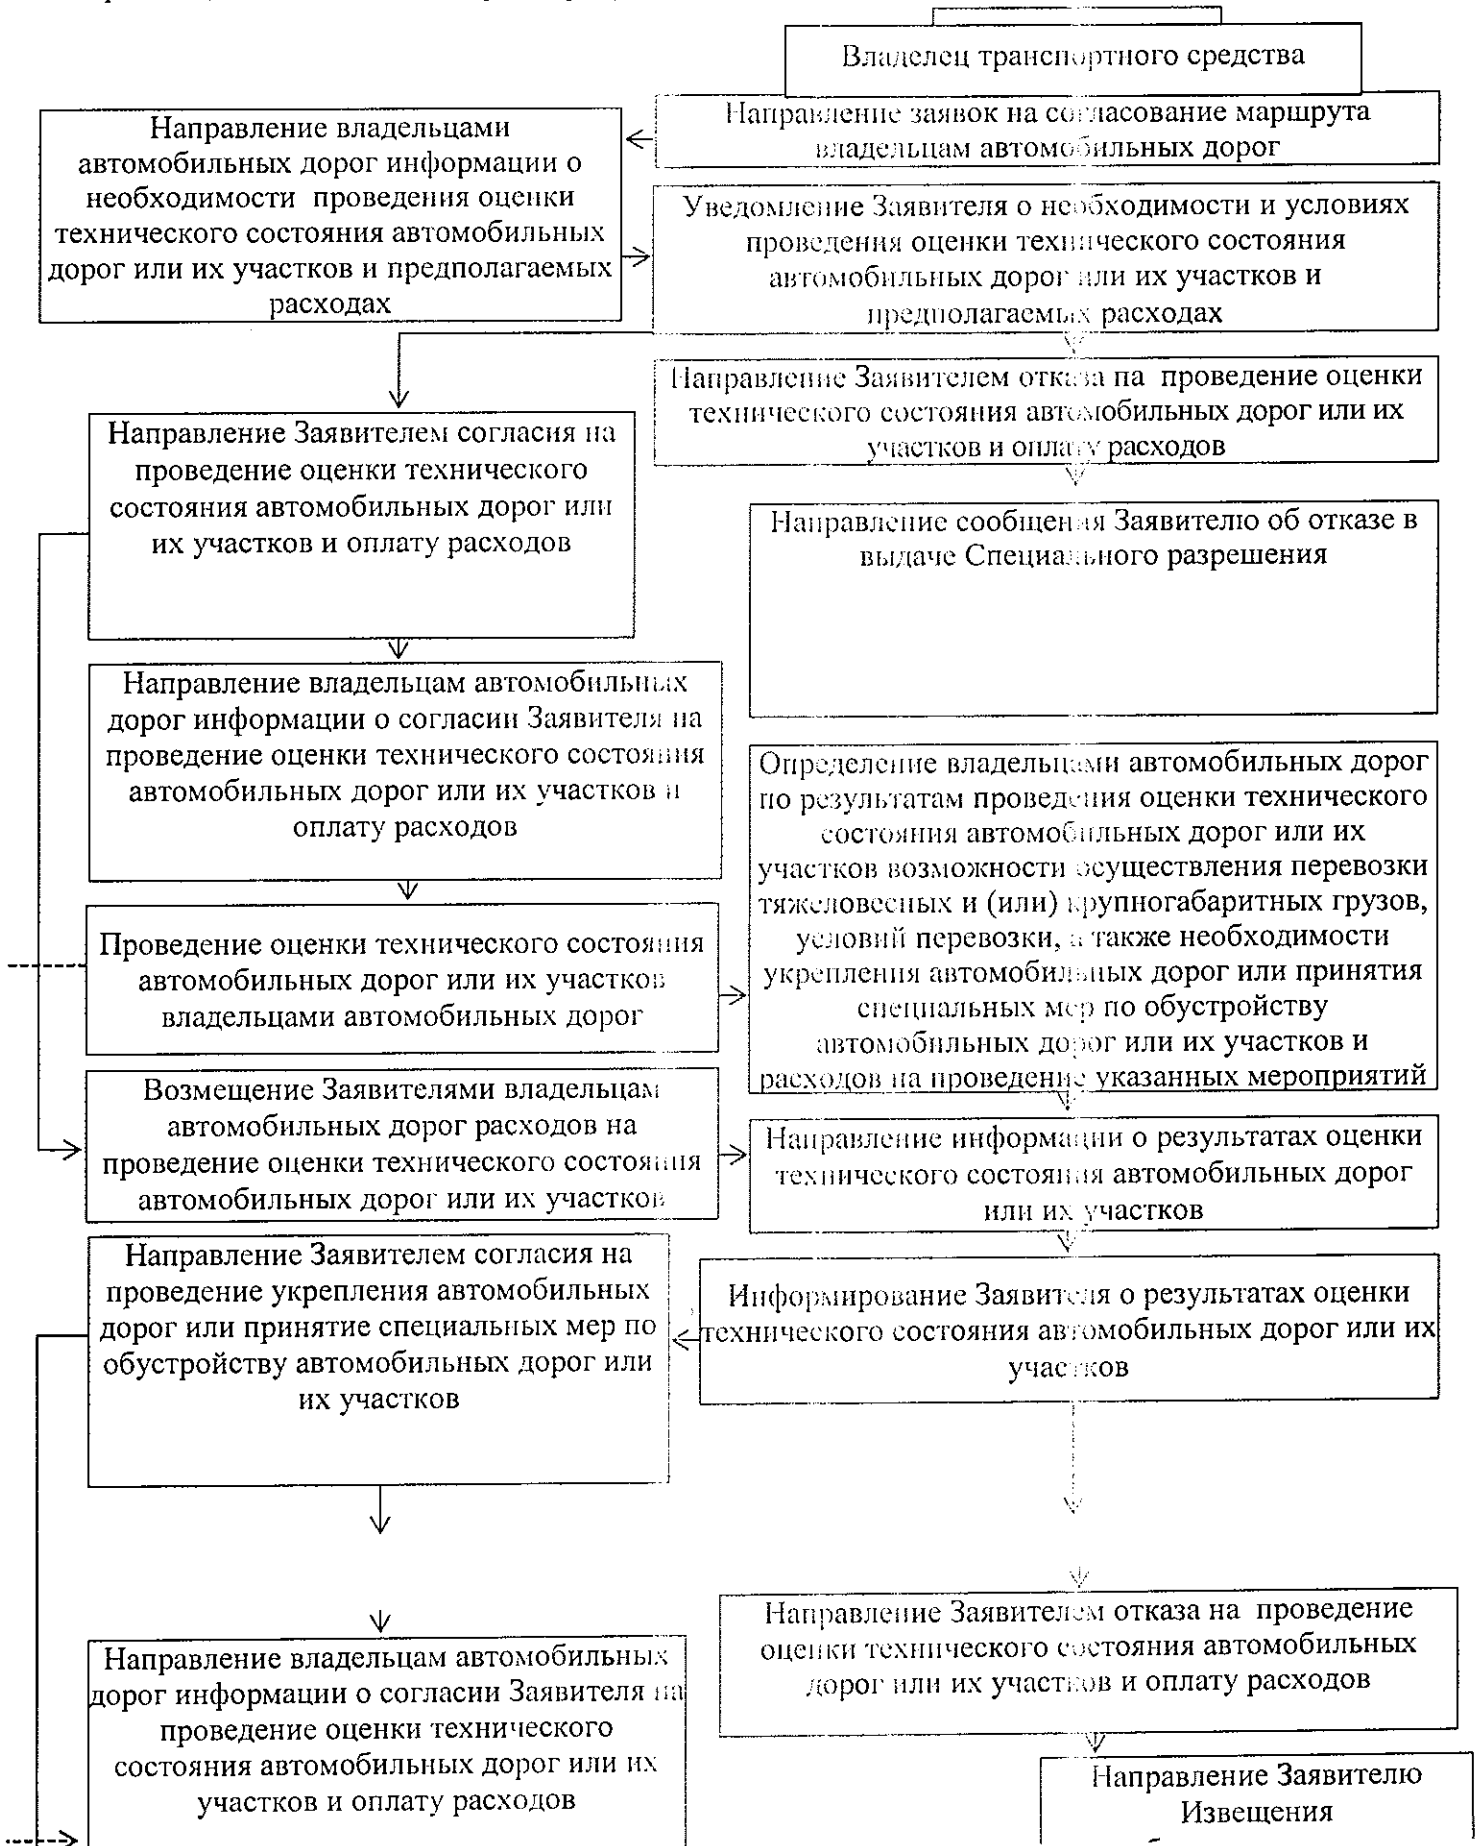 Владелец транспортного средства
Направление заявок на согласование маршрута
владельцам автомобильных дорог
Направление владельцами
автомобильных дорог информации о
необходимости проведения оценки
технического состояния автомобильных
дорог или их участков и предполагаемых
расходах
Уведомление Заявителя о необходимости и условиях
проведения оценки технического состояния
автомобильных дорог или их участков и
предполагаемых расходах
Направление Заявителем отказа на проведение оценки
технического состояния автомобильных дорог или их
участков и оплату расходов
Направление Заявителем согласия на
проведение оценки технического
состояния автомобильных дорог или
их участков и оплату расходов
Направление сообщения Заявителю об отказе в
выдаче Специального разрешения
Направление владельцам автомобильных
дорог информации о согласии Заявителя на
проведение оценки технического состояния
автомобильных дорог или их участков и
оплату расходов
Определение владельцами автомобильных дорог
по результатам проведения оценки технического
состояния автомобильных дорог или их
участков возможности осуществления перевозки
тяжеловесных и (или) крупногабаритных грузов,
условий перевозки, а также необходимости
укрепления автомобильных дорог или принятия
специальных мер по обустройству
автомобильных дорог или их участков и
расходов на проведение указанных мероприятий
Проведение оценки технического состояния
автомобильных дорог или их участков
владельцами автомобильных дорог
Возмещение Заявителями владельцам
автомобильных дорог расходов на
проведение оценки технического состояния
автомобильных дорог или их участков
Направление информации о результатах оценки
технического состояния автомобильных дорог
или их участков
Направление Заявителем согласия на
проведение укрепления автомобильных
дорог или принятие специальных мер по
обустройству автомобильных дорог или
их участков
Информирование Заявителя о результатах оценки
технического состояния автомобильных дорог или их
участков
Направление Заявителем отказа на проведение
оценки технического состояния автомобильных
дорог или их участков и оплату расходов
Направление владельцам автомобильных
дорог информации о согласии Заявителя на
проведение оценки технического
состояния автомобильных дорог или их
участков и оплату расходов
Направление Заявителю
Извещения